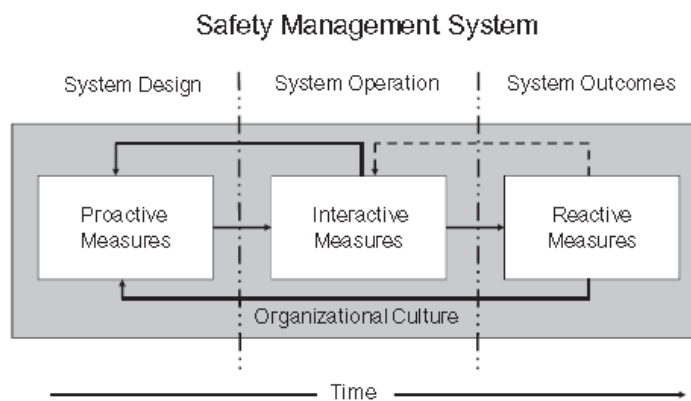 Safety Management System
System Design
System Operation
System Outcomes
Proactive
Measures
Interactive
Measures
Reactive
Measures
Organizational Culture
Time